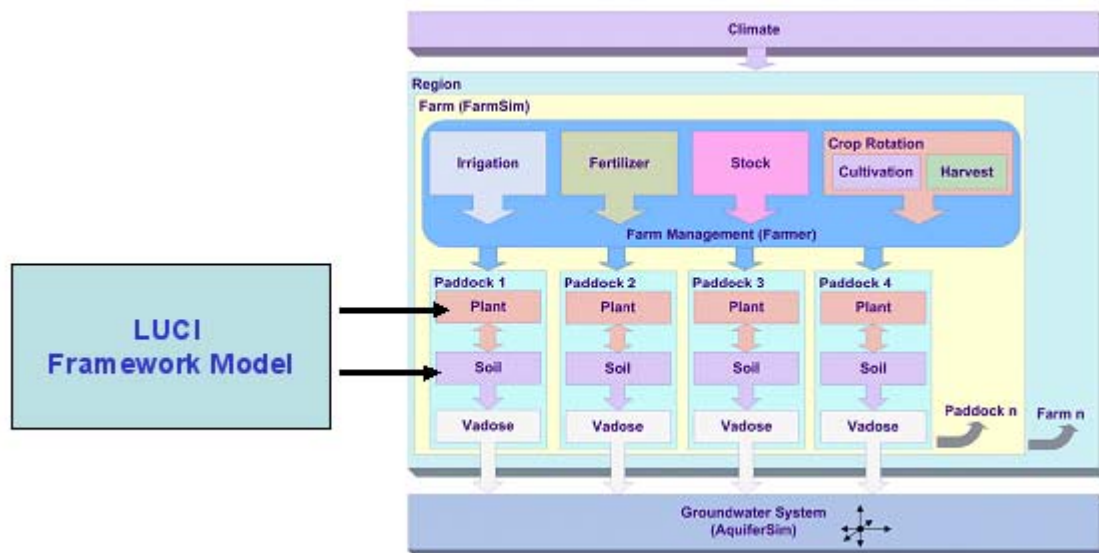 Climate
Region
Farm (FarmSim)
Irrigation
Fertilizer
Stock
Crop Rotation
Cultivation
Harvest
Farm Management (Farmer)
LUCI
Framework Model
Paddock 1
Paddock 2
Paddock 3
Paddock 4
Plant
Plant
Plant
Plant
Soil
Soil
Soil
Soil
Vadose
Vadose
Vadose
Vadose
Paddock n
Farm n
Groundwater System
(AquiferSim)